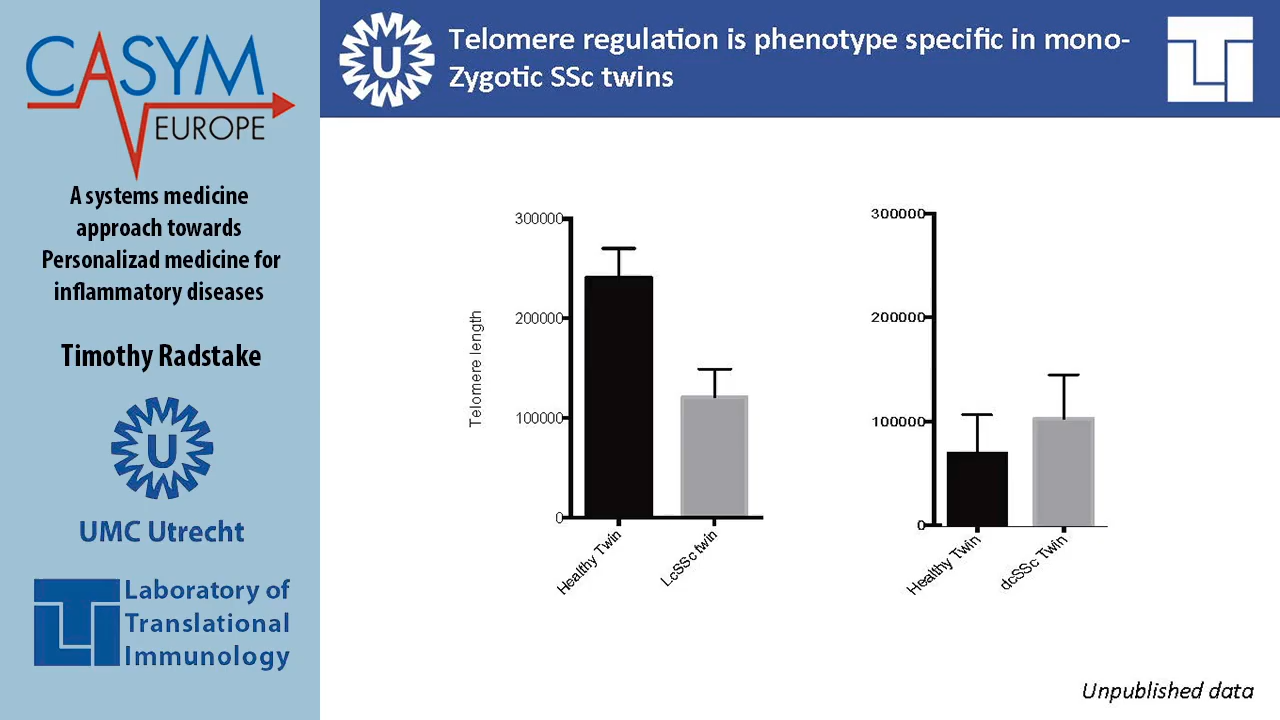 CASYM
EUROPE
A systems medicine
approach towards
Personalizad medicine for
inflammatory diseases
Timothy Radstake
U
UMC Utrecht
Laboratory of
Translational
Immunology
U
Telomere regulation is phenotype specific in mono-
Zygotic SSc twins
Telomere length
300000
200000
100000
0
Healthy Twin
LcSSc twin
300000
200000
100000
0
Healthy Twin
dcSSc Twin
Unpublished data